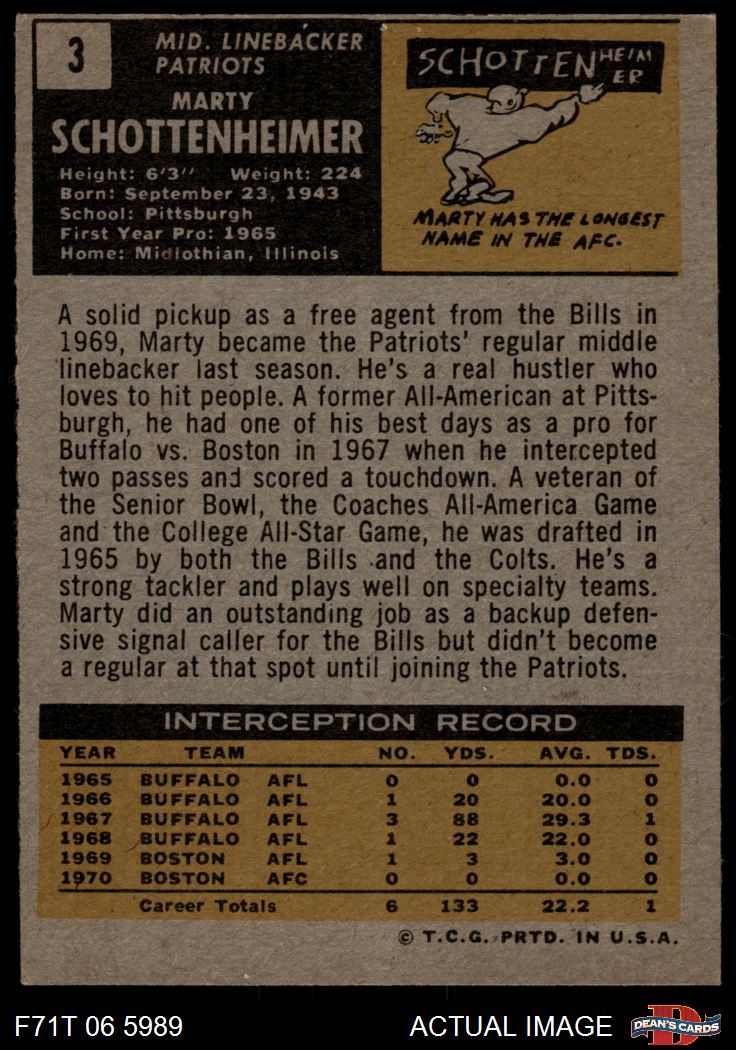 3
MID. LINEBACKER
PATRIOTS
MARTY
SCHOTTENHEIMER
Height: 6'3" Weight: 224
Born: September 23, 1943
School: Pittsburgh
First Year Pro: 1965
Home: Midlothian, Illinois
SCHOTTENHEIM
ER
MARTY HAS THE LONGEST
NAME IN THE AFC.
A solid pickup as a free agent from the Bills in
1969, Marty became the Patriots' regular middle
linebacker last season. He's a real hustler who
loves to hit people. A former All-American at Pitts-
burgh, he had one of his best days as a pro for
Buffalo vs. Boston in 1967 when he intercepted
two passes and scored a touchdown. A veteran of
the Senior Bowl, the Coaches All-America Game
and the College All-Star Game, he was drafted in
1965 by both the Bills and the Colts. He's a
strong tackler and plays well on specialty teams.
Marty did an outstanding job as a backup defen-
sive signal caller for the Bills but didn't become
a regular at that spot until joining the Patriots.
INTERCEPTION RECORD
YEAR TEAM NO. YDS. AVG. TDS.
1965 BUFFALO AFL 0 0 0.0 0
1966 BUFFALO AFL 1 20 20.0 0
1967 BUFFALO AFL 3 88 29.3 1
1968 BUFFALO AFL 1 22 22.0 0
1969 BOSTON AFL 1 3 3.0 0
1970 BOSTON AFC 0 0 0.0 0
Career Totals 6 133 22.2 1
© T.C.G. PRTD. IN U.S.A.
F71T 06 5989 ACTUAL IMAGE D DEAN'S CARDS